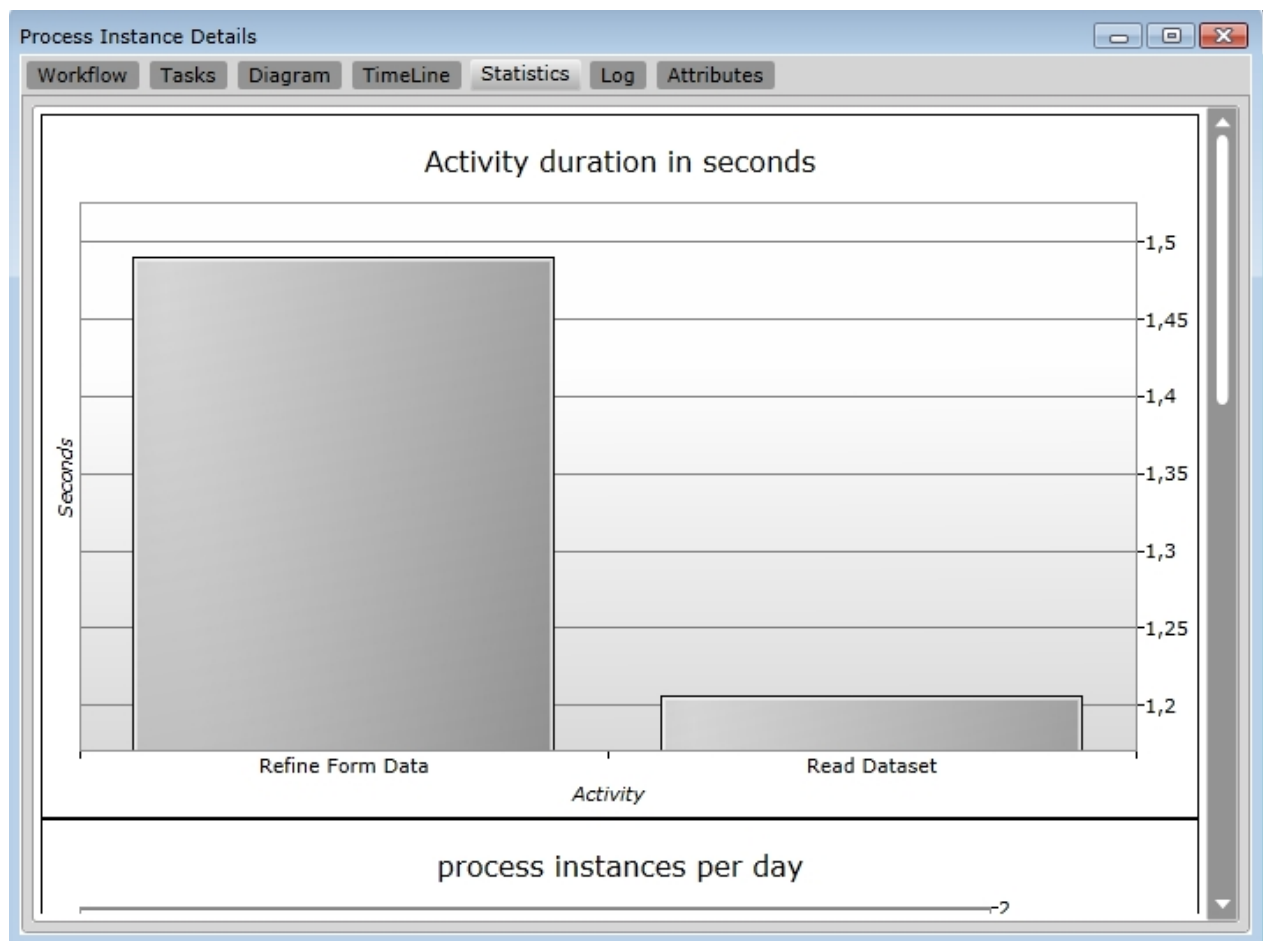 Process Instance Details
Workflow Tasks Diagram TimeLine Statistics Log Attributes
Activity duration in seconds
1,5
1,45
1,4
1,35
1,3
1,25
1,2
Seconds
Refine Form Data Read Dataset
Activity
process instances per day
2